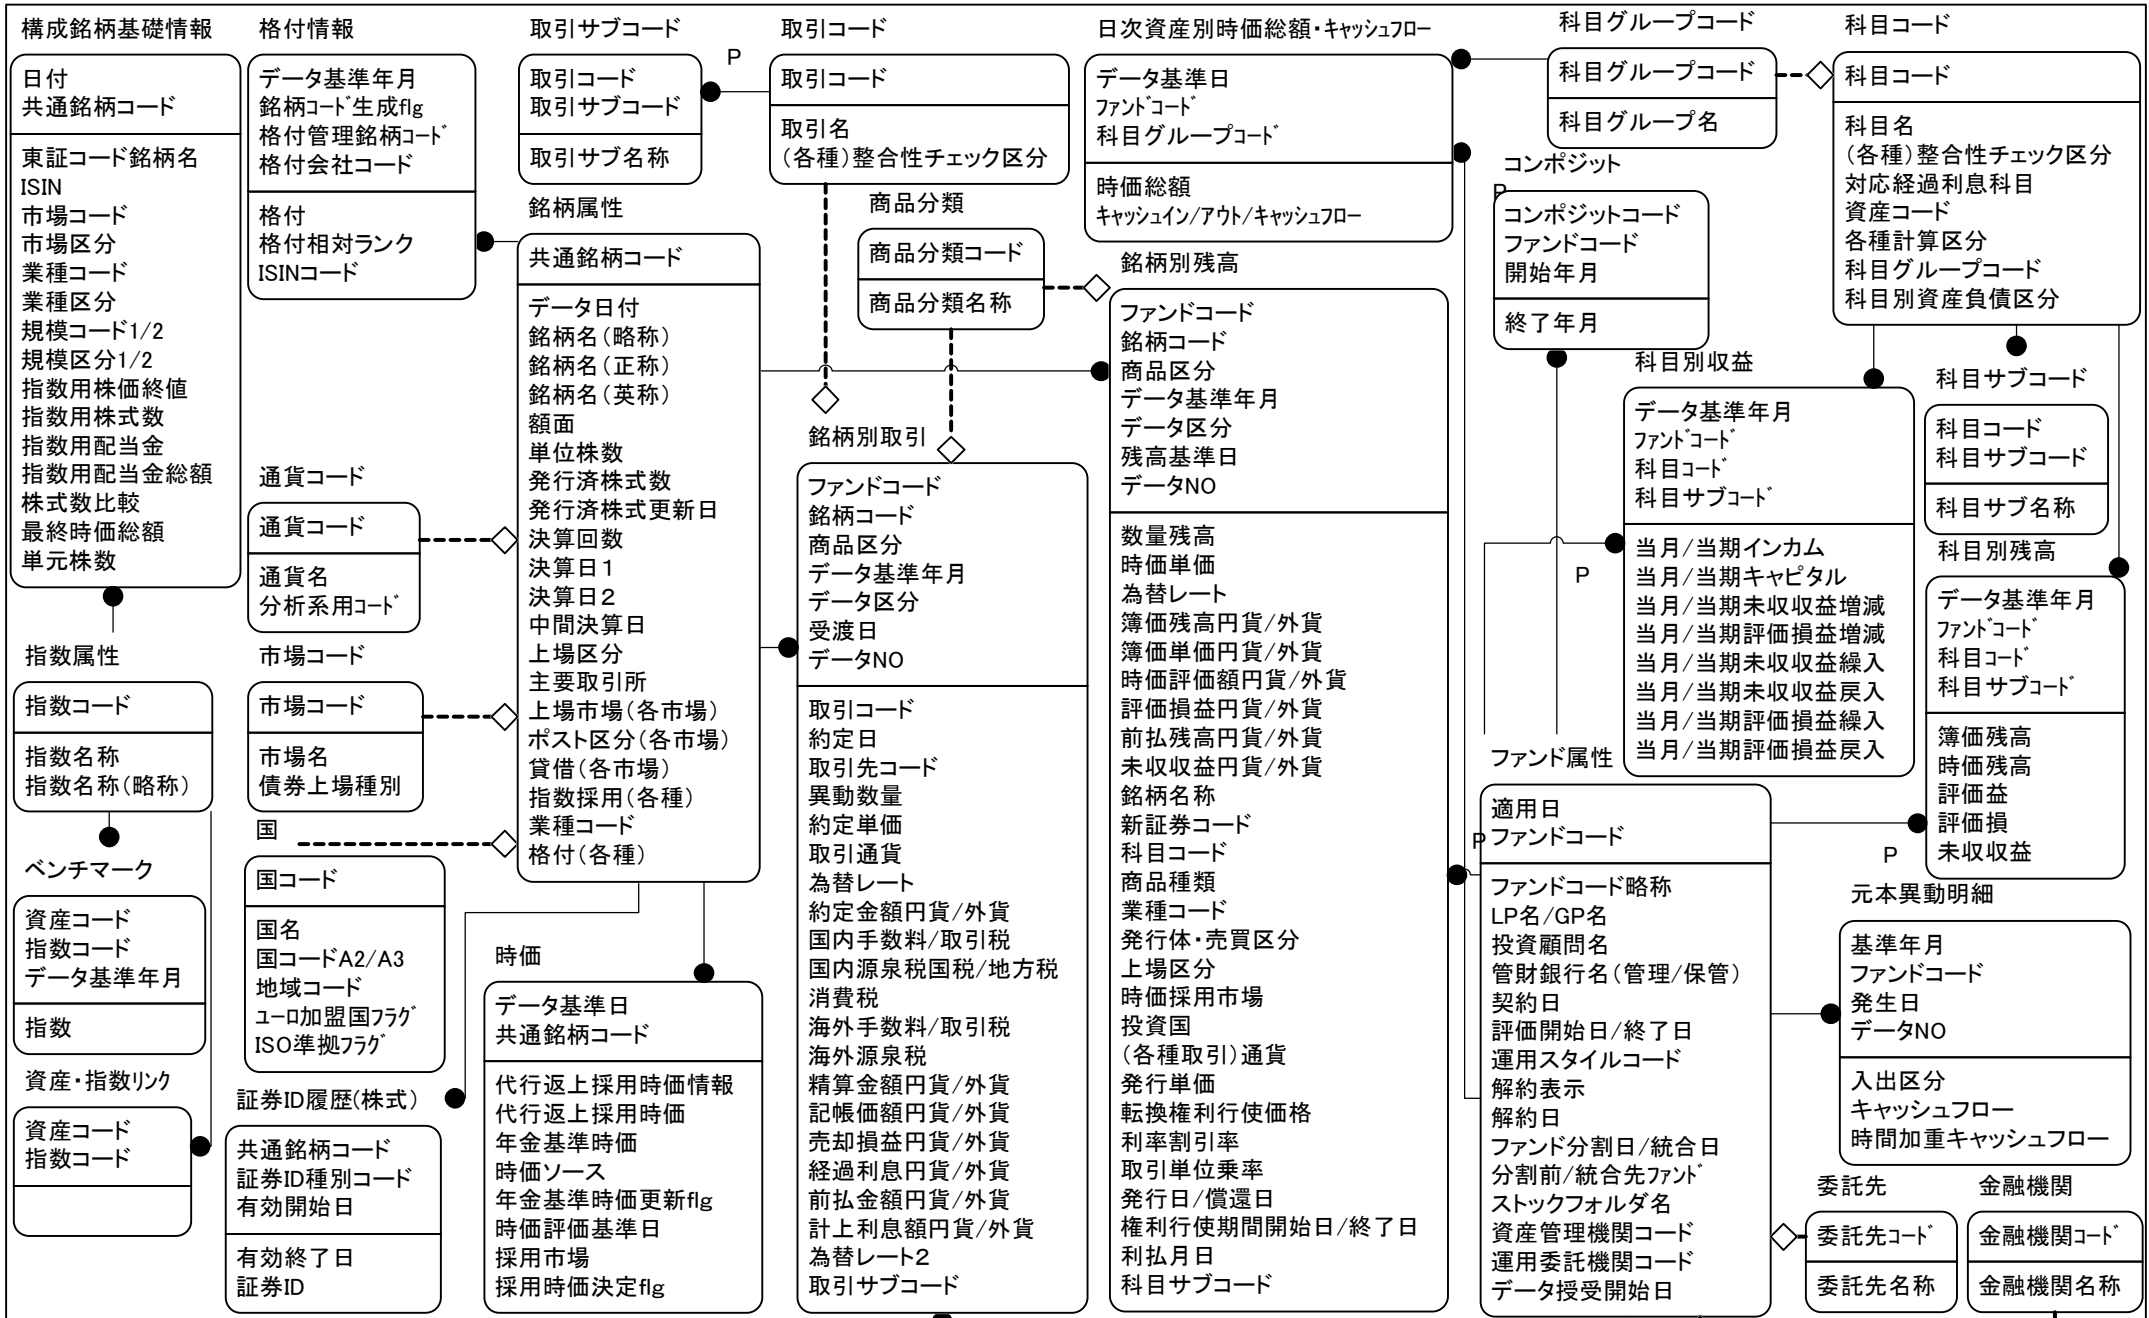 構成銘柄基礎情報
日付
共通銘柄コード
東証コード銘柄名
ISIN
市場コード
市場区分
業種コード
業種区分
規模コード1/2
規模区分1/2
指数用株価終値
指数用株式数
指数用配当金
指数用配当金総額
株式数比較
最終時価総額
単元株数
指数属性
指数コード
指数名称
指数名称(略称)
ベンチマーク
資産コード
指数コード
データ基準年月
指数
資産・指数リンク
資産コード
指数コード
格付情報
データ基準年月
銘柄コード生成flg
格付管理銘柄コード
格付会社コード
格付
格付相対ランク
ISINコード
通貨コード
通貨コード
通貨名
分析系用コード
市場コード
市場コード
市場名
債券上場種別
国
国コード
国名
国コードA2/A3
地域コード
ユーロ加盟国フラグ
ISO準拠フラグ
証券ID履歴(株式)
共通銘柄コード
証券ID種別コード
有効開始日
有効終了日
証券ID
取引サブコード
取引コード
取引サブコード
取引サブ名称
P
銘柄属性
共通銘柄コード
データ日付
銘柄名(略称)
銘柄名(正称)
銘柄名(英称)
額面
単位株数
発行済株式数
発行済株式更新日
決算回数
決算日1
決算日2
中間決算日
上場区分
主要取引所
上場市場(各市場)
ポスト区分(各市場)
貸借(各市場)
指数採用(各種)
業種コード
格付(各種)
時価
データ基準日
共通銘柄コード
代行返上採用時価情報
代行返上採用時価
年金基準時価
時価ソース
年金基準時価更新flg
時価評価基準日
採用市場
採用時価決定flg
取引コード
取引コード
取引名
(各種)整合性チェック区分
商品分類
商品分類コード
商品分類名称
銘柄別取引
ファンドコード
銘柄コード
商品区分
データ基準年月
データ区分
受渡日
データNO
取引コード
約定日
取引先コード
異動数量
約定単価
取引通貨
為替レート
約定金額円貨/外貨
国内手数料/取引税
国内源泉税国税/地方税
消費税
海外手数料/取引税
海外源泉税
精算金額円貨/外貨
記帳価額円貨/外貨
売却損益円貨/外貨
経過利息円貨/外貨
前払金額円貨/外貨
計上利息額円貨/外貨
為替レート2
取引サブコード
日次資産別時価総額・キャッシュフロー
データ基準日
ファンドコード
科目グループコード
時価総額
キャッシュイン/アウト/キャッシュフロー
銘柄別残高
ファンドコード
銘柄コード
商品区分
データ基準年月
データ区分
残高基準日
データNO
数量残高
時価単価
為替レート
簿価残高円貨/外貨
簿価単価円貨/外貨
時価評価額円貨/外貨
評価損益円貨/外貨
前払残高円貨/外貨
未収収益円貨/外貨
銘柄名称
新証券コード
科目コード
商品種類
業種コード
発行体・売買区分
上場区分
時価採用市場
投資国
(各種取引)通貨
発行単価
転換権利行使価格
利率割引率
取引単位乗率
発行日/償還日
権利行使期間開始日/終了日
利払月日
科目サブコード
科目グループコード
科目グループコード
科目グループ名
コンポジット
P
コンポジットコード
ファンドコード
開始年月
終了年月
科目コード
科目コード
科目名
(各種)整合性チェック区分
対応経過利息科目
資産コード
各種計算区分
科目グループコード
科目別資産負債区分
科目別収益
データ基準年月
ファンドコード
科目コード
科目サブコード
当月/当期インカム
当月/当期キャピタル
当月/当期未収収益増減
当月/当期評価損益増減
当月/当期未収収益繰入
当月/当期未収収益戻入
当月/当期評価損益繰入
当月/当期評価損益戻入
P
科目サブコード
科目コード
科目サブコード
科目サブ名称
科目別残高
データ基準年月
ファンドコード
科目コード
科目サブコード
簿価残高
時価残高
評価益
評価損
未収収益
P
ファンド属性
適用日
ファンドコード
P
ファンドコード略称
LP名/GP名
投資顧問名
管財銀行名(管理/保管)
契約日
評価開始日/終了日
運用スタイルコード
解約表示
解約日
ファンド分割日/統合日
分割前/統合先ファンド
ストックフォルダ名
資産管理機関コード
運用委託機関コード
データ授受開始日
元本異動明細
基準年月
ファンドコード
発生日
データNO
入出区分
キャッシュフロー
時間加重キャッシュフロー
委託先
委託先コード
委託先名称
金融機関
金融機関コード
金融機関名称